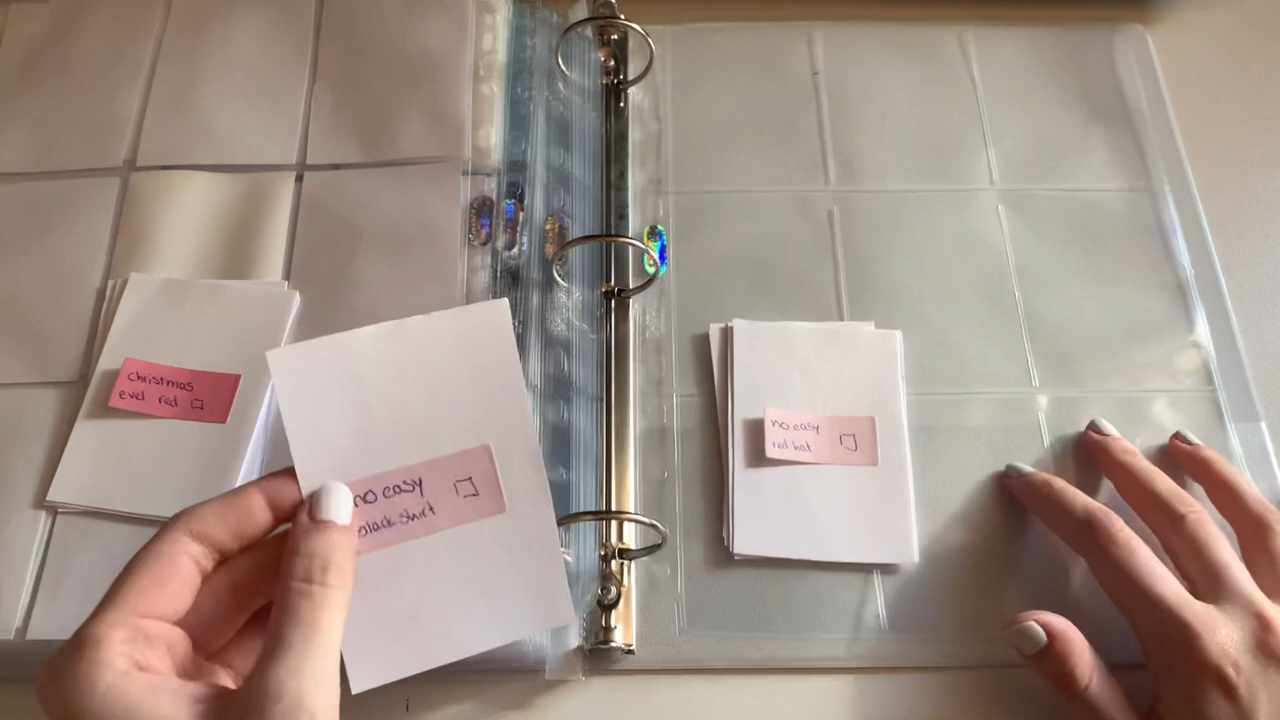 christmas
evel red
no easy
black shirt
no easy
red hat